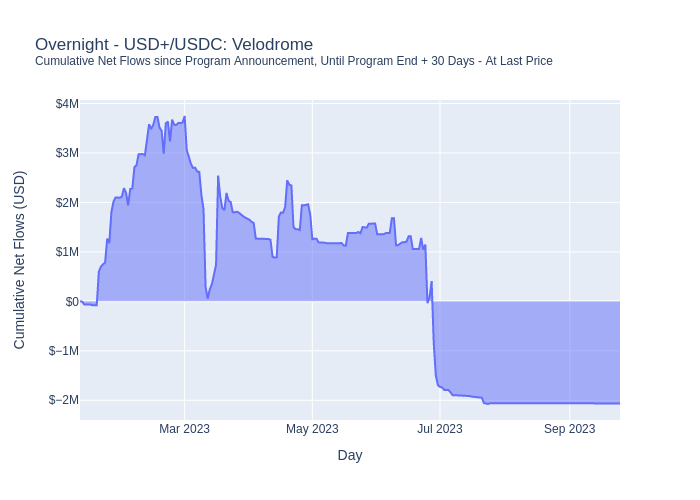 Overnight - USD+/USDC: Velodrome
Cumulative Net Flows since Program Announcement, Until Program End + 30 Days - At Last Price
Cumulative Net Flows (USD)
$4M
$3M
$2M
$1M
$0
$−1M
$−2M
Mar 2023
May 2023
Jul 2023
Sep 2023
Day